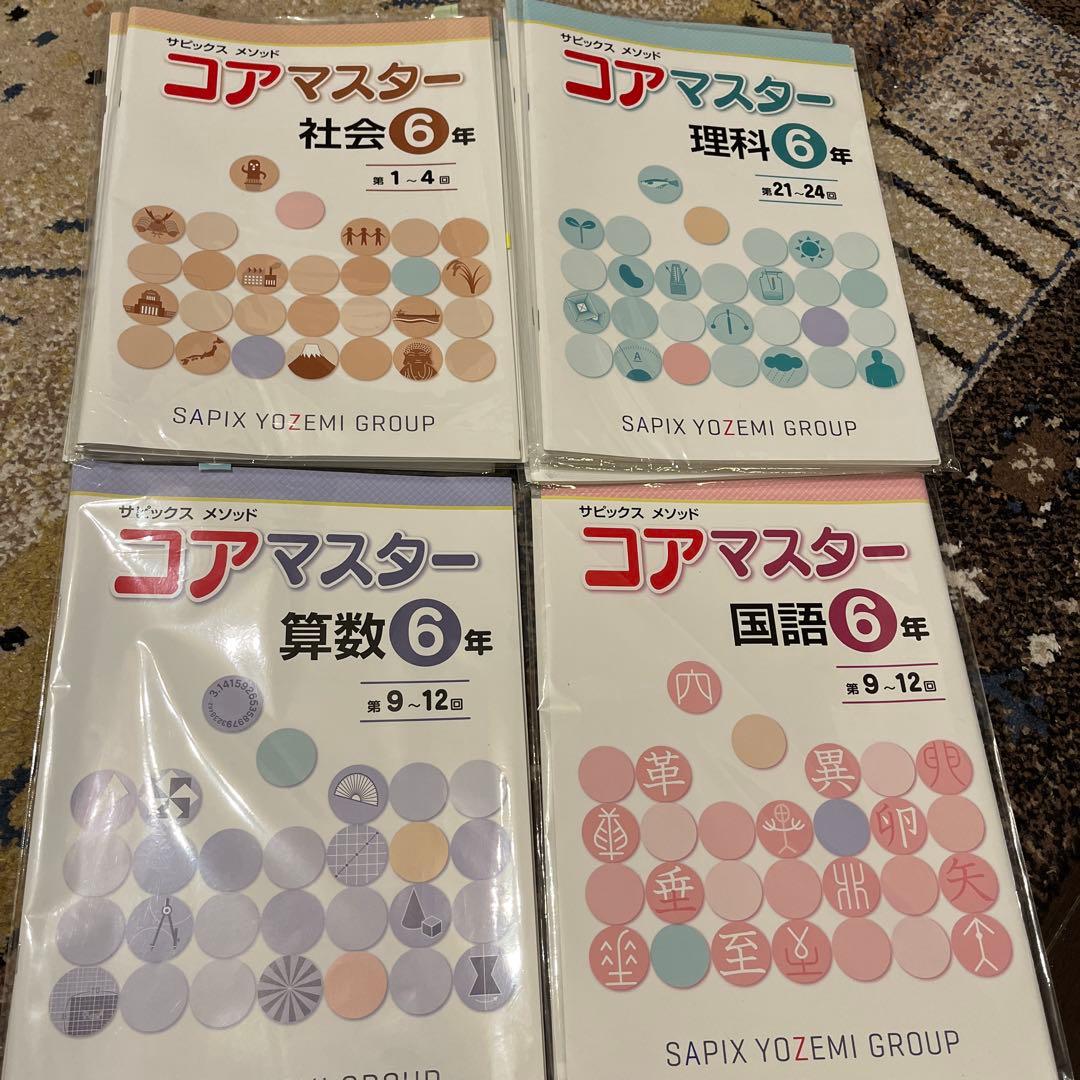 サピックス メソッド
コアマスター
社会6年
第1～4回
SAPIX YOZEMI GROUP
サピックス メソッド
コアマスター
理科6年
第21～24回
A
SAPIX YOZEMI GROUP
サピックス メソッド
コアマスター
算数6年
第9～12回
3.14159265358979
MI GROUP
サピックス メソッド
コアマスター
国語6年
第9～12回
革
異
卵
垂
矢
至
SAPIX YOZEMI GROUP